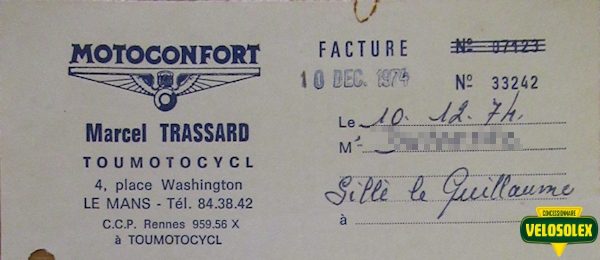 MOTOCONFORT
Marcel TRASSARD
TOUMOTOCYCL
4, place Washington
LE MANS - Tél. 84.38.42
C.C.P. Rennes 959.56 X
à TOUMOTOCYCL
FACTURE Nº 07123
10 DEC. 1974 Nº 33242
Le 10. 12. 74.
M
Sillé le Guillaume
à
CONCESSIONNAIRE
VELOSOLEX